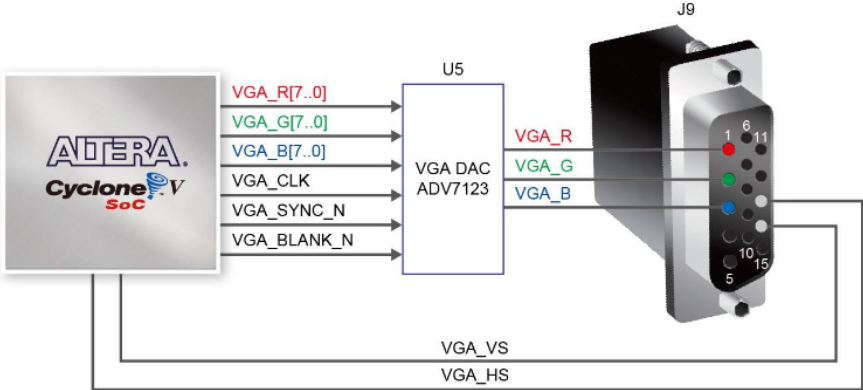 J9
U5
VGA_R[7..0]
VGA_G[7..0]
VGA_B[7..0]
VGA_CLK
VGA_SYNC_N
VGA_BLANK_N
ALTERA.
Cyclone V
SoC
VGA DAC
ADV7123
VGA_R
VGA_G
VGA_B
1
6
11
5
10
15
VGA_VS
VGA_HS